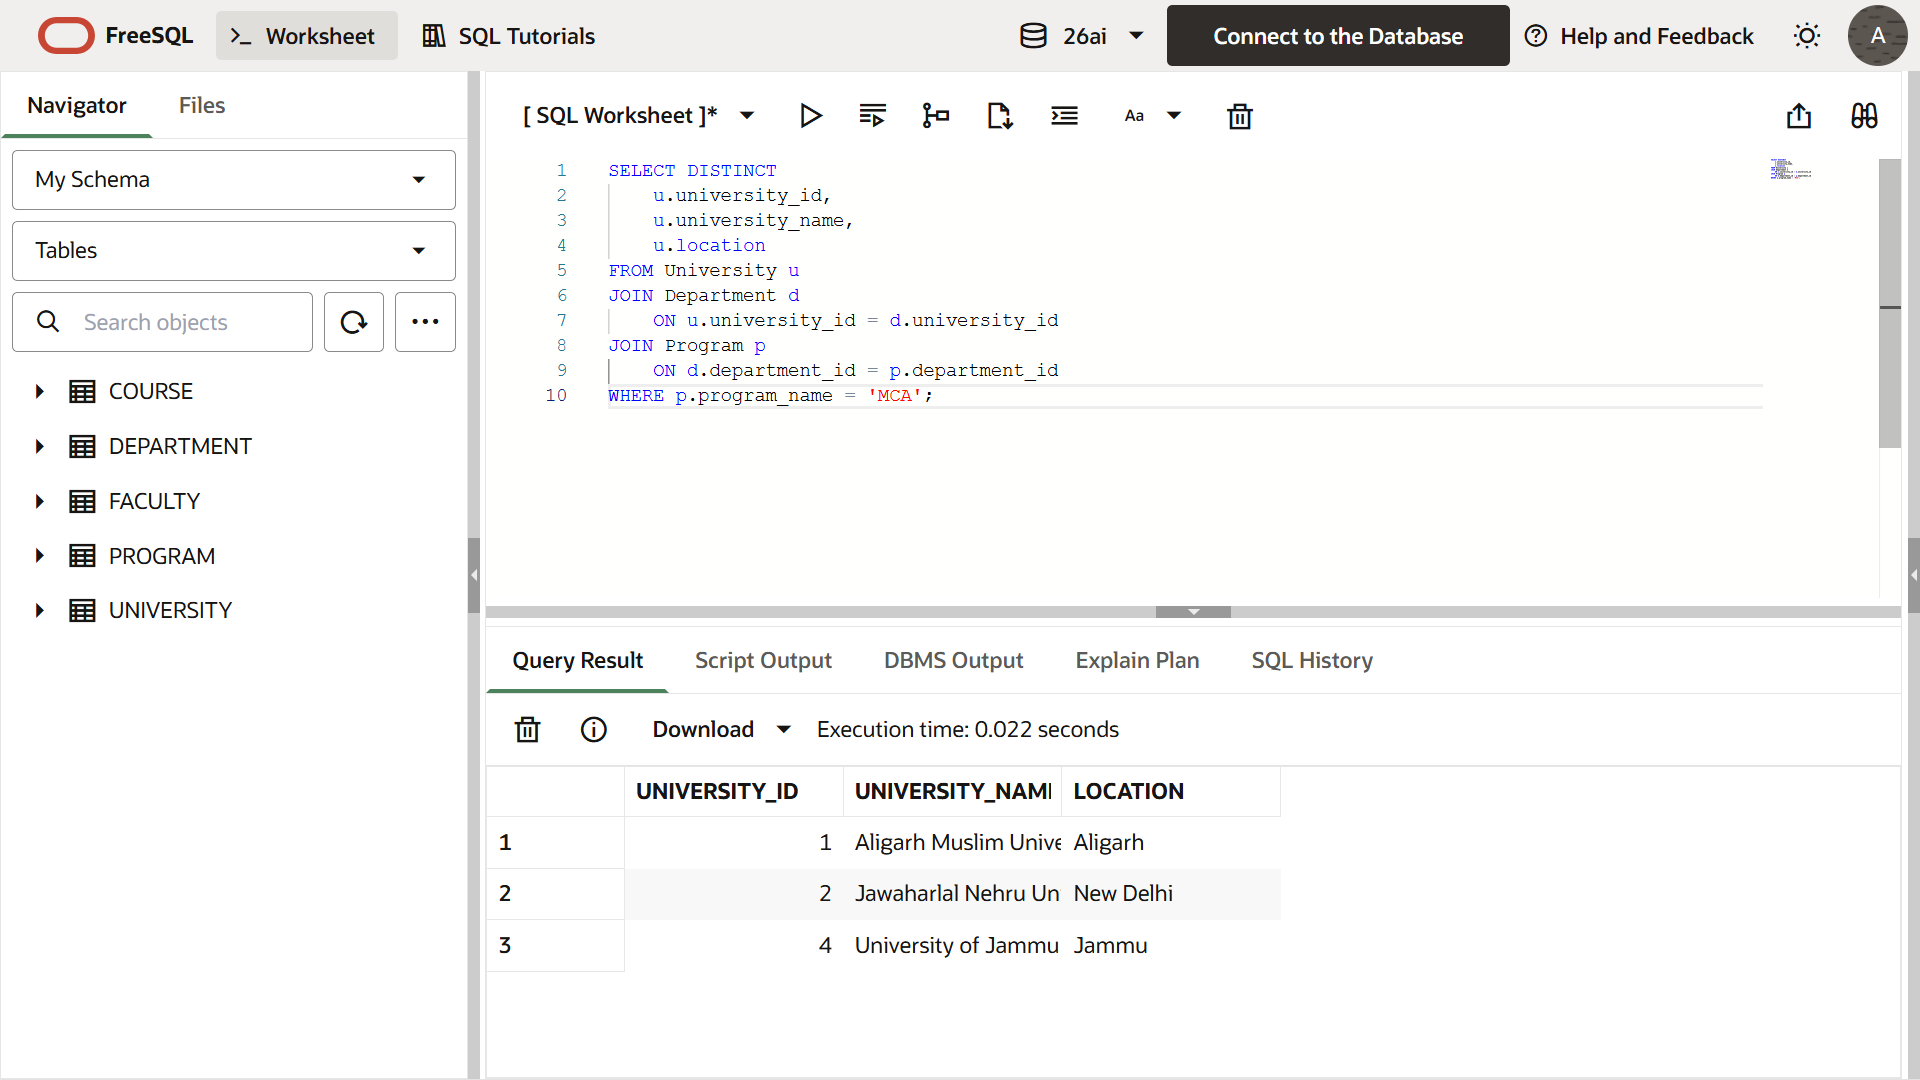 FreeSQL
Worksheet
SQL Tutorials
26ai
Connect to the Database
Help and Feedback
A
Navigator
Files
My Schema
Tables
Search objects
COURSE
DEPARTMENT
FACULTY
PROGRAM
UNIVERSITY
[ SQL Worksheet ]*
Aa
1 SELECT DISTINCT
2 u.university_id,
3 u.university_name,
4 u.location
5 FROM University u
6 JOIN Department d
7 ON u.university_id = d.university_id
8 JOIN Program p
9 ON d.department_id = p.department_id
10 WHERE p.program_name = 'MCA';
Query Result
Script Output
DBMS Output
Explain Plan
SQL History
Download
Execution time: 0.022 seconds
UNIVERSITY_ID UNIVERSITY_NAM LOCATION
1 1 Aligarh Muslim Unive Aligarh
2 2 Jawaharlal Nehru Un New Delhi
3 4 University of Jammu Jammu